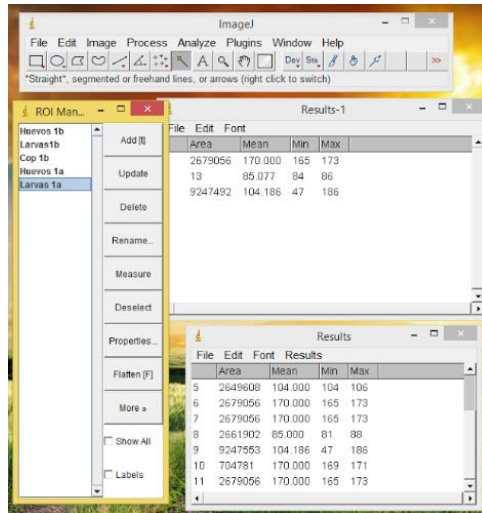 ImageJ
File Edit Image Process Analyze Plugins Window Help
A Dev Stk >>
"Straight", segmented or freehand lines, or arrows (right click to switch)
ROI Man...
Huevos 1b
Larvas1b
Cop 1b
Huevos 1a
Larvas 1a
Add [t]
Update
Delete
Rename...
Measure
Deselect
Properties...
Flatten [F]
More »
Show All
Labels
Results-1
File Edit Font
Area Mean Min Max
2679056 170.000 165 173
13 85.077 84 86
9247492 104.186 47 186
Results
File Edit Font Results
Area Mean Min Max
5 2649608 104.000 104 106
6 2679056 170.000 165 173
7 2679056 170.000 165 173
8 2661902 85.000 81 88
9 9247553 104.186 47 186
10 704781 170.000 169 171
11 2679056 170.000 165 173